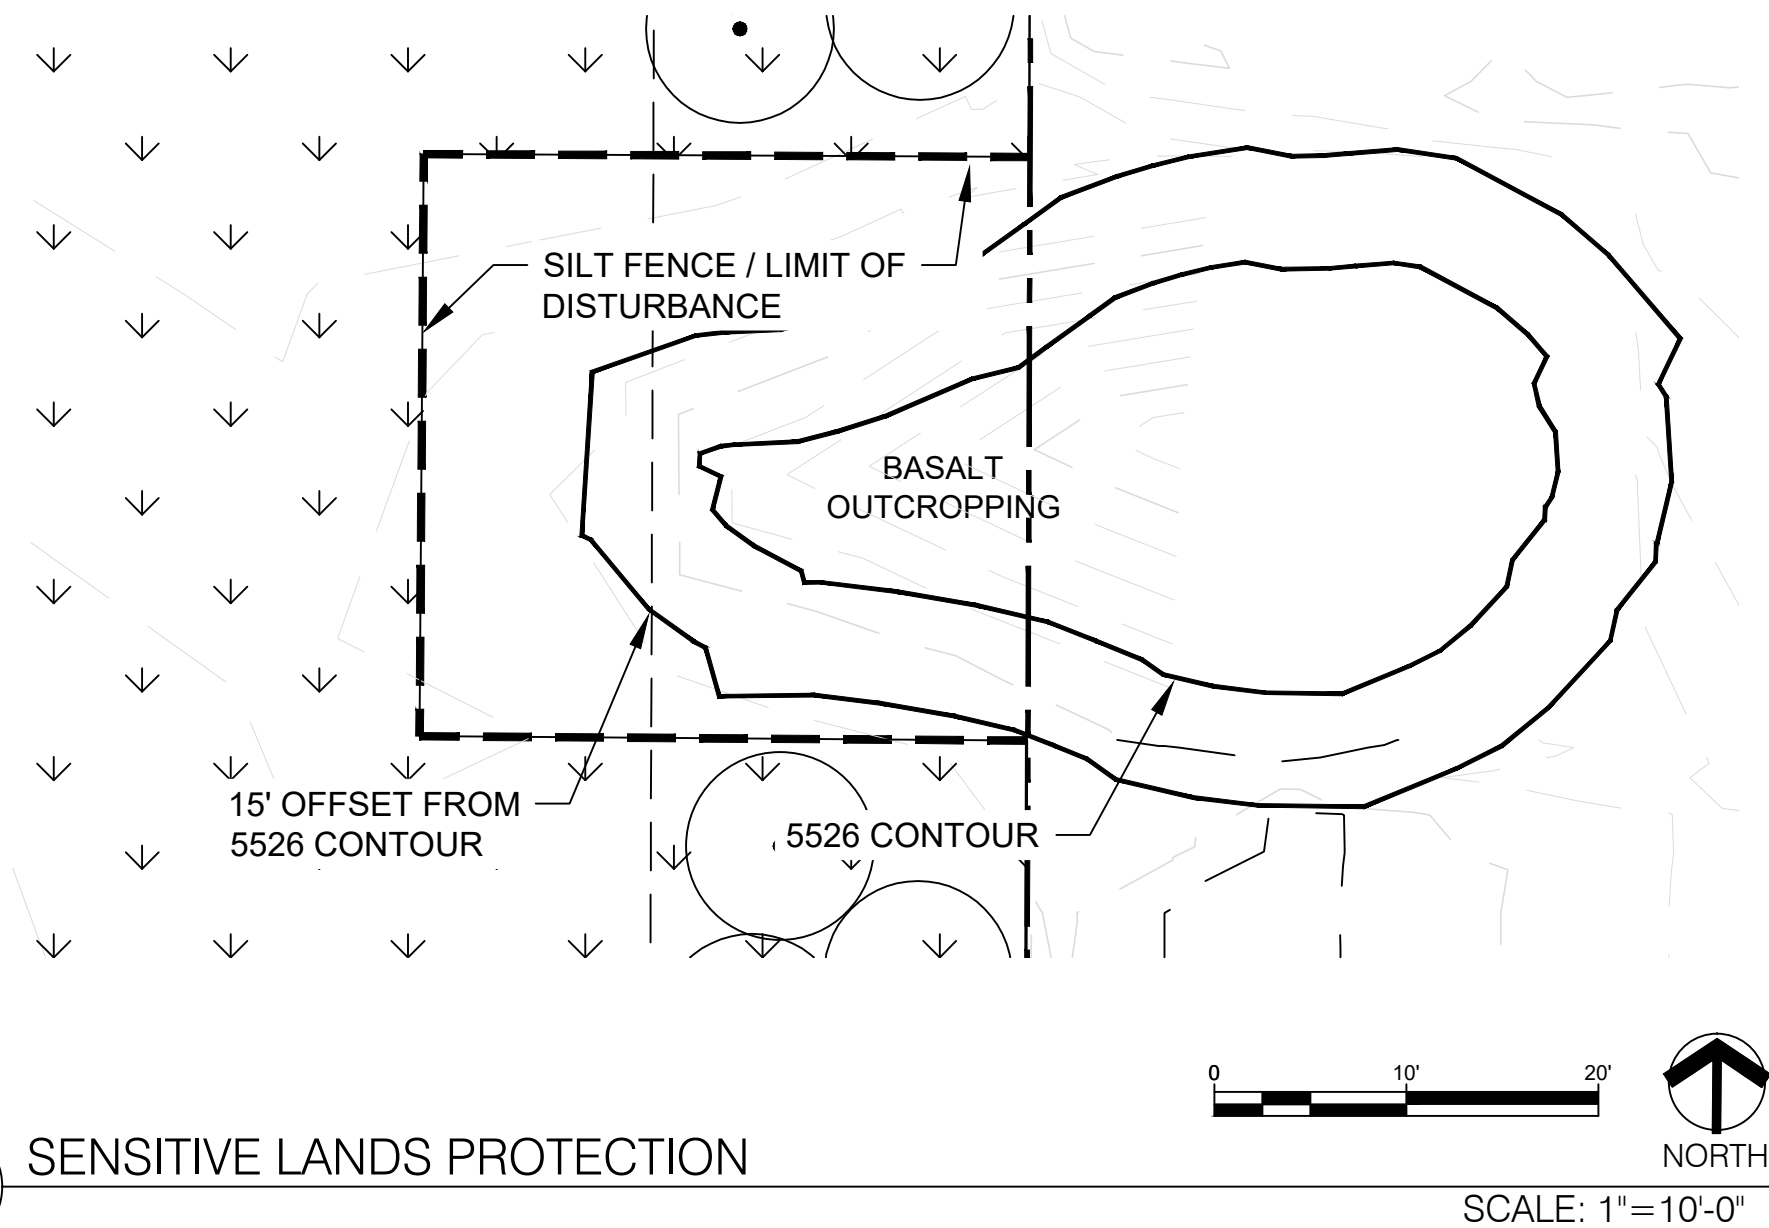 SILT FENCE / LIMIT OF
DISTURBANCE
BASALT
OUTCROPPING
15' OFFSET FROM
5526 CONTOUR
5526 CONTOUR
0 10' 20'
NORTH
SENSITIVE LANDS PROTECTION
SCALE: 1"=10'-0"